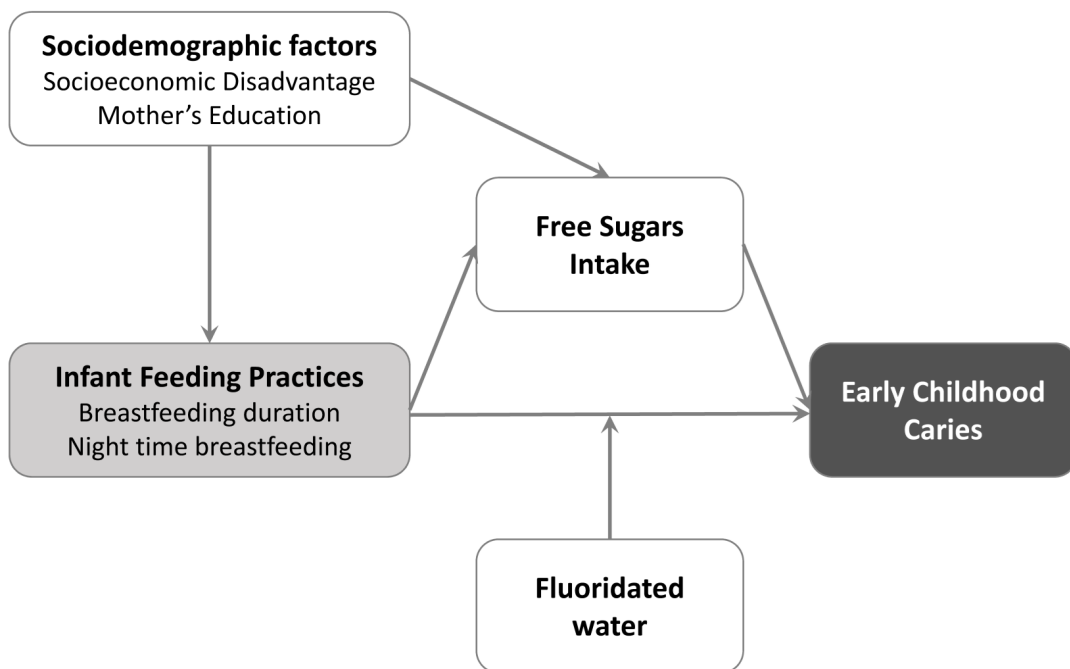 Sociodemographic factors
Socioeconomic Disadvantage
Mother’s Education
Free Sugars
Intake
Infant Feeding Practices
Breastfeeding duration
Night time breastfeeding
Early Childhood
Caries
Fluoridated
water